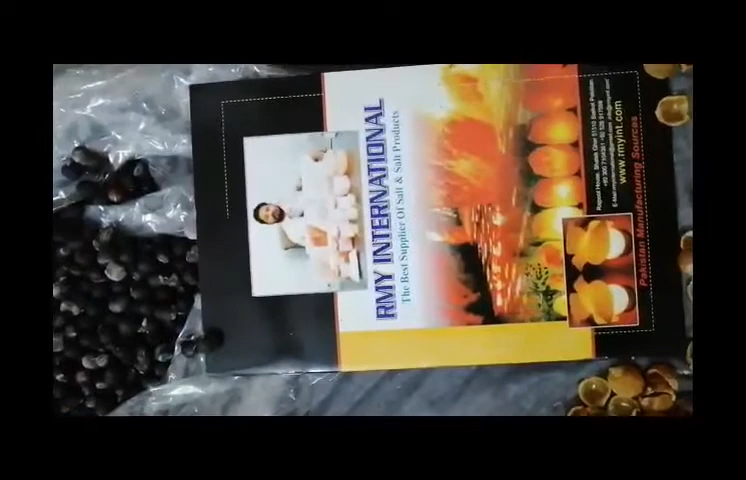 RMY INTERNATIONAL
The Best Supplier Of Salt & Salt Products
www.rmyint.com
Pakistan Manufacturing Sources